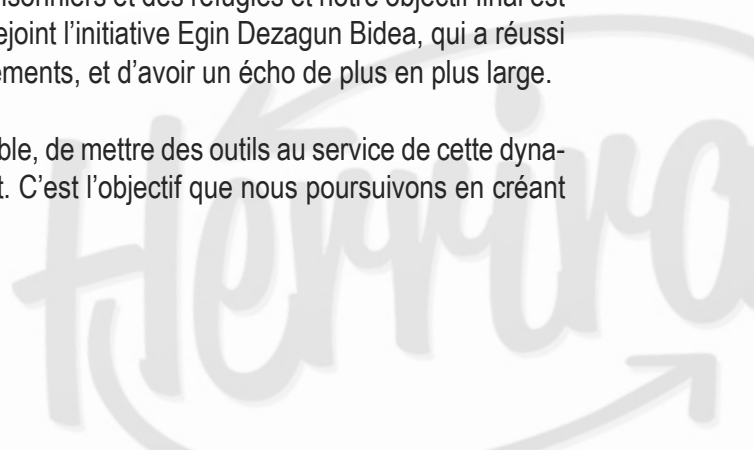 sonniers et des réfugiés et notre objectif final est
ejoint l’initiative Egin Dezagun Bidea, qui a réussi
ements, et d’avoir un écho de plus en plus large.
ble, de mettre des outils au service de cette dyna-
t. C’est l’objectif que nous poursuivons en créant
Herrira